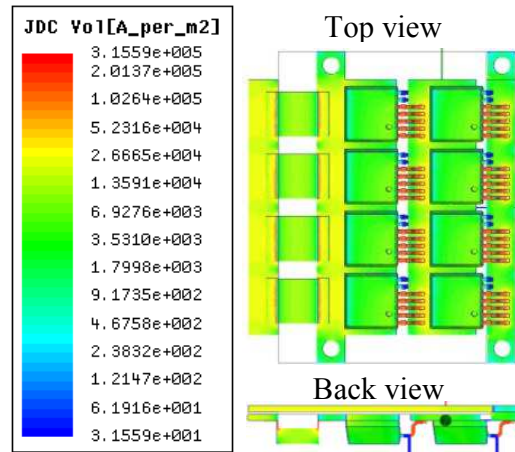 JDC Vol[A_per_m2]
3.1559e+005
2.0137e+005
1.0264e+005
5.2316e+004
2.6665e+004
1.3591e+004
6.9276e+003
3.5310e+003
1.7998e+003
9.1735e+002
4.6758e+002
2.3832e+002
1.2147e+002
6.1916e+001
3.1559e+001
Top view
Back view